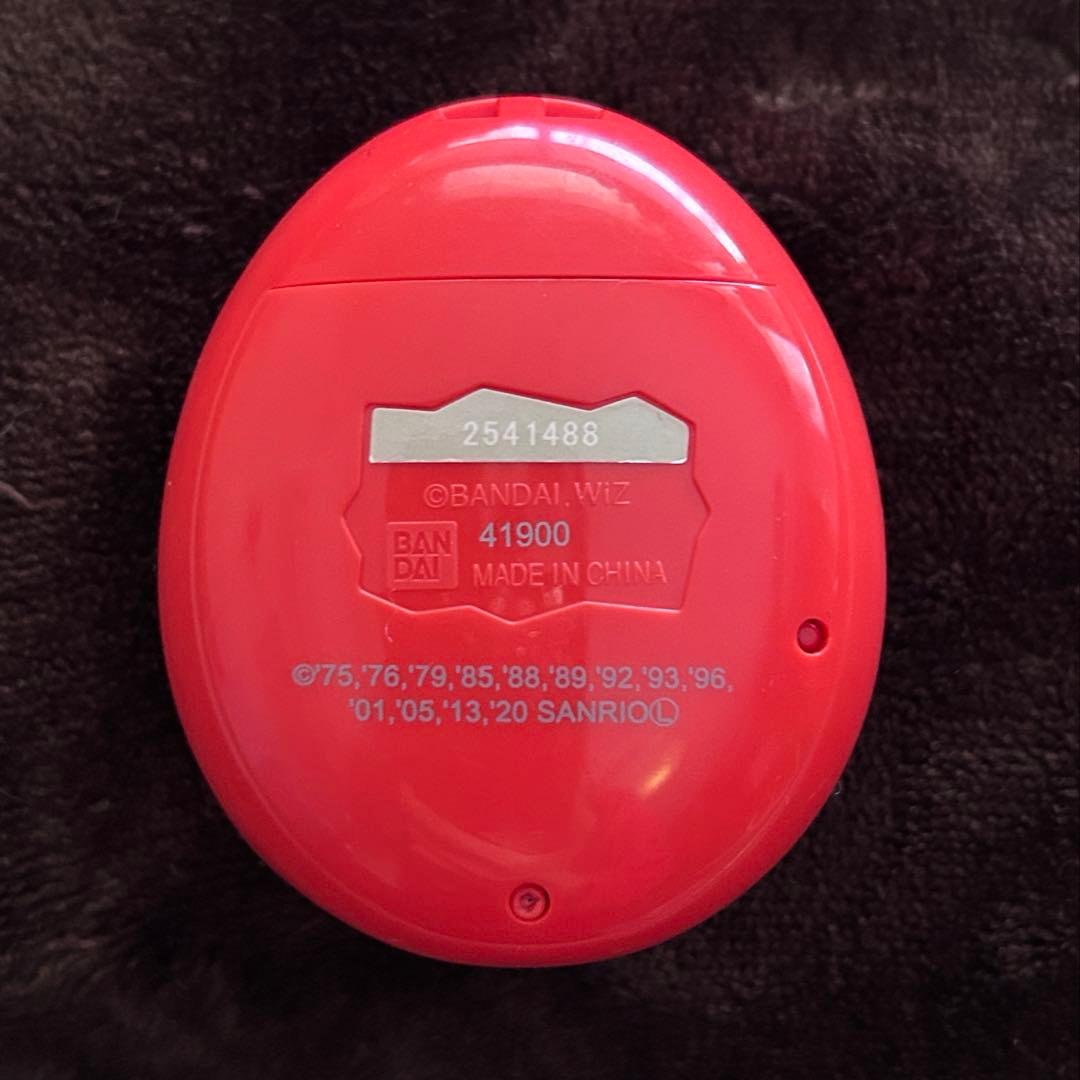 2541488
©BANDAI,WiZ
BAN
DAI
41900
MADE IN CHINA
©'75,'76,'79,'85,'88,'89,'92,'93,'96,
'01,'05,'13,'20 SANRIOⓁ